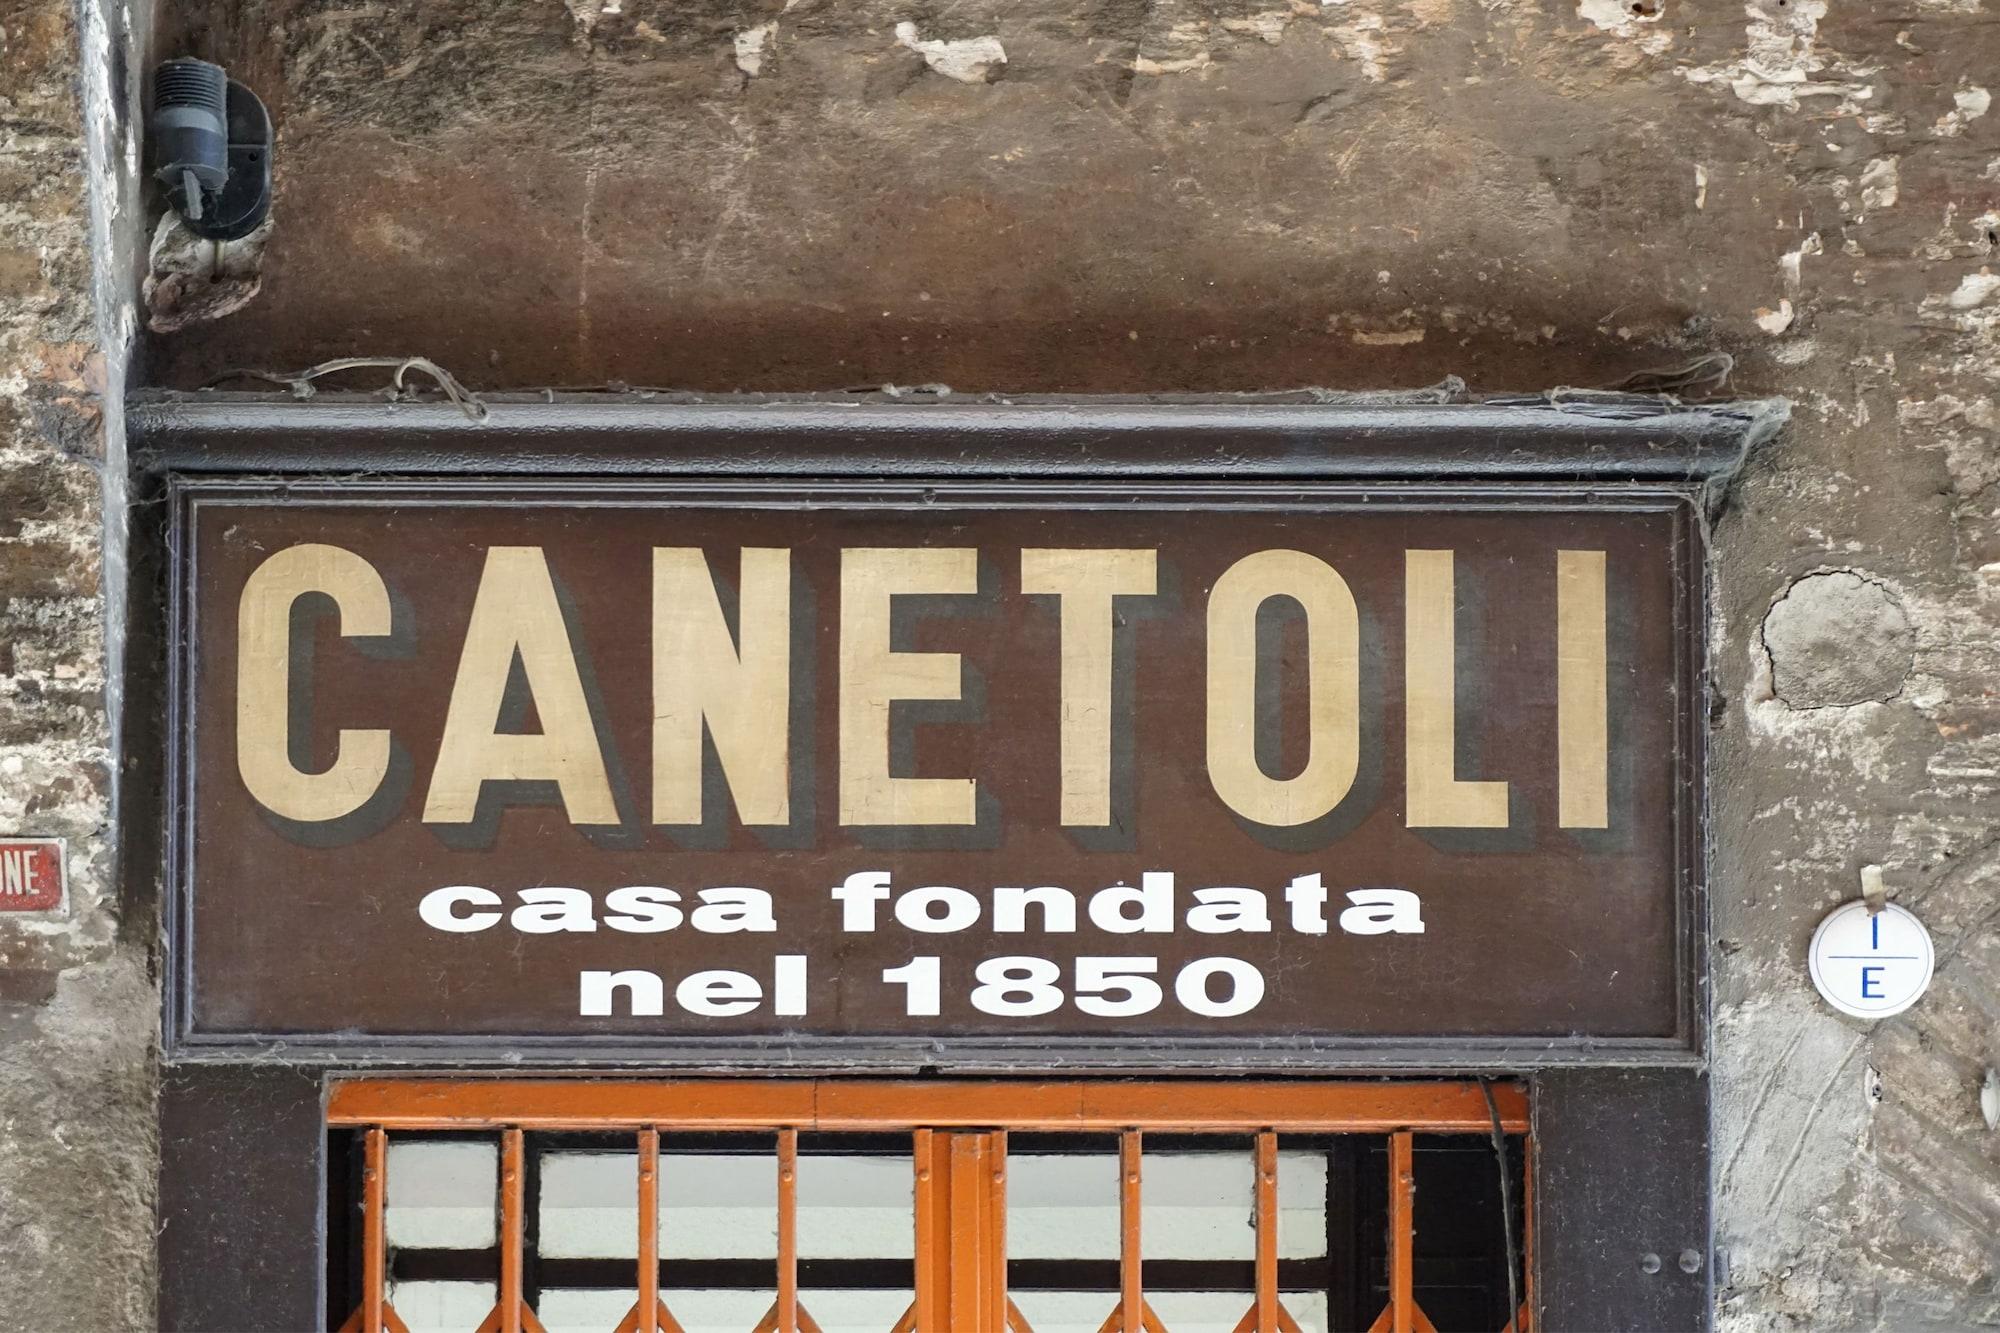 CANETOLI
casa fondata
nel 1850
I
E